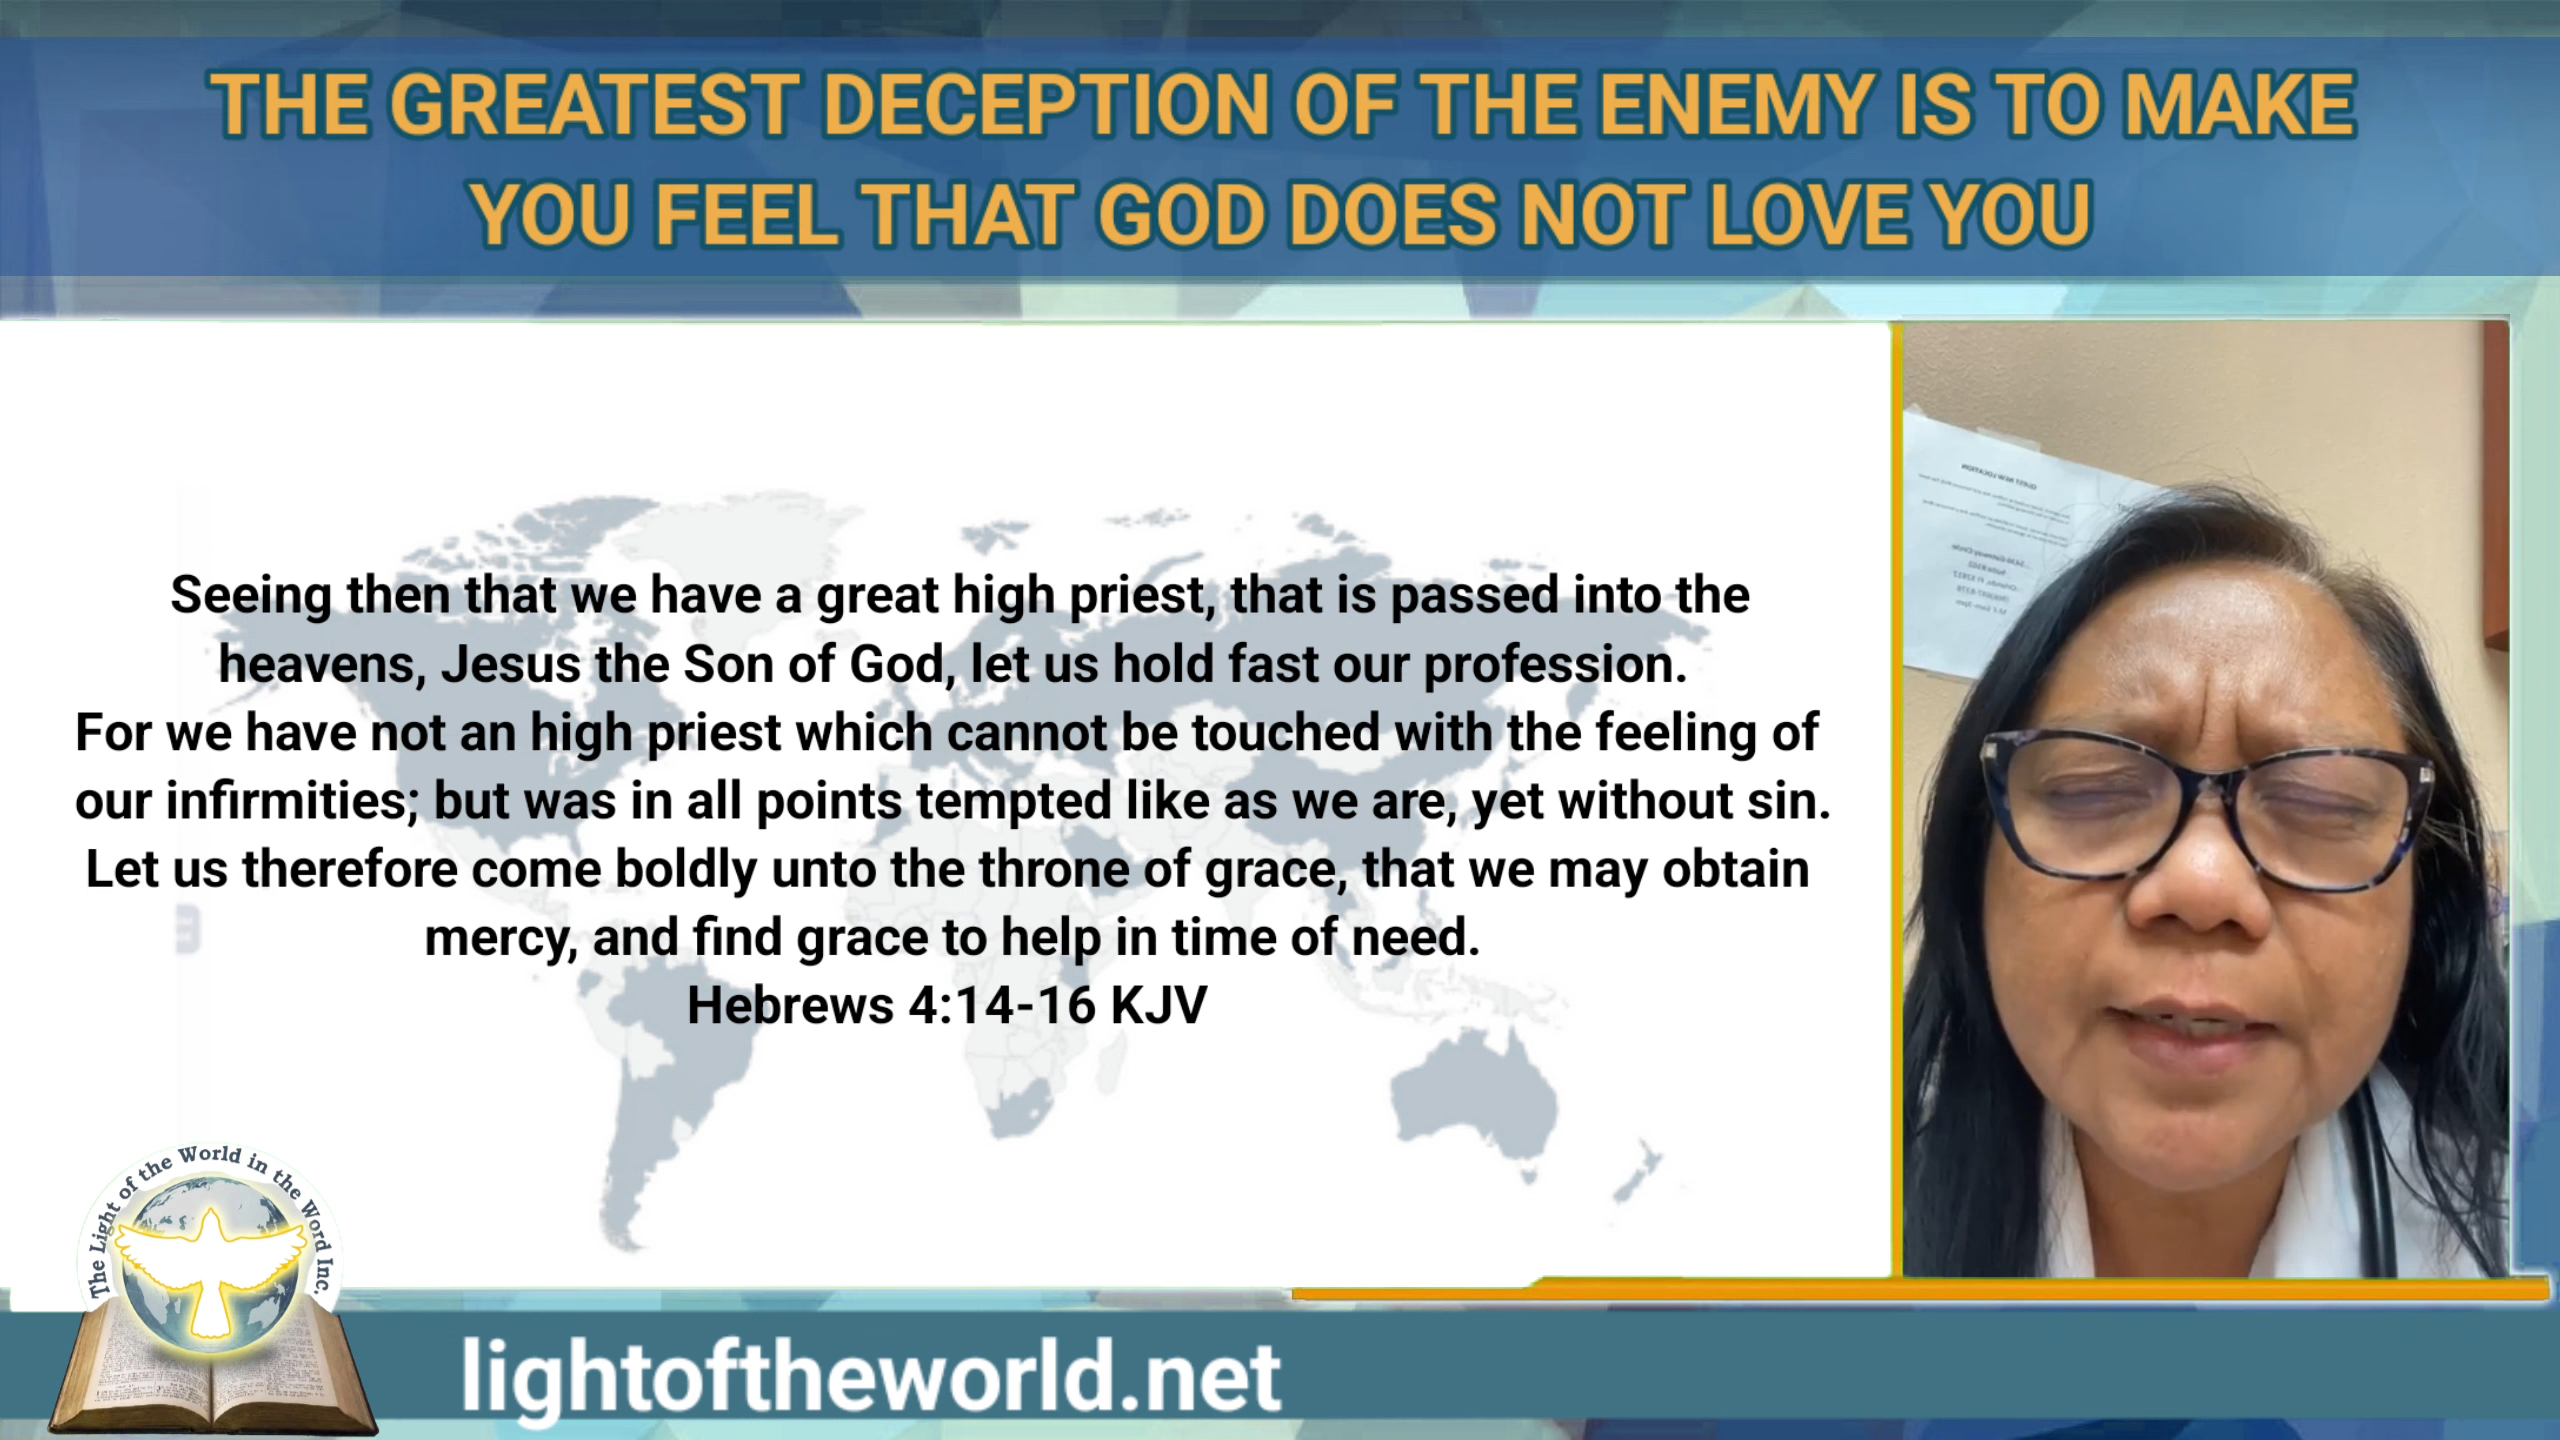 THE GREATEST DECEPTION OF THE ENEMY IS TO MAKE
YOU FEEL THAT GOD DOES NOT LOVE YOU
Seeing then that we have a great high priest, that is passed into the
heavens, Jesus the Son of God, let us hold fast our profession.
For we have not an high priest which cannot be touched with the feeling of
our infirmities; but was in all points tempted like as we are, yet without sin.
Let us therefore come boldly unto the throne of grace, that we may obtain
mercy, and find grace to help in time of need.
Hebrews 4:14-16 KJV
QUEST NEW LOCATION
The Light of the World in the Word Inc.
lightoftheworld.net